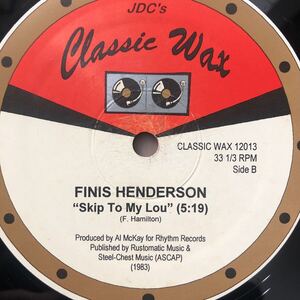 JDC's
Classic Wax
CLASSIC WAX 12013
33 1/3 RPM
Side B
FINIS HENDERSON
“Skip To My Lou” (5:19)
(F. Hamilton)
Produced by Al McKay for Rhythm Records
Published by Rustomatic Music &
Steel-Chest Music (ASCAP)
(1983)